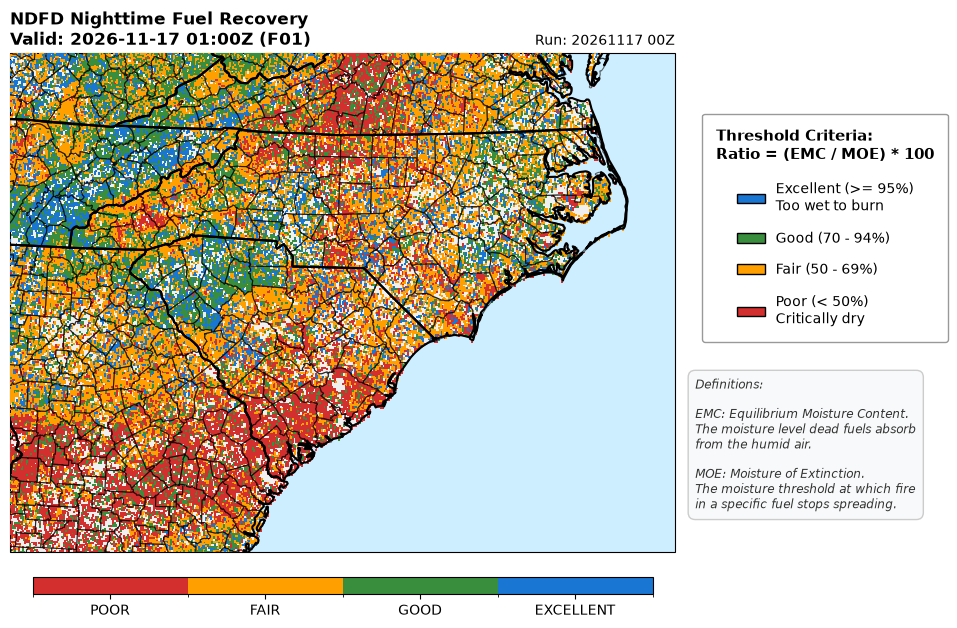 NDFD Nighttime Fuel Recovery
Valid: 2026-11-17 01:00Z (F01)
Run: 20261117 00Z
Threshold Criteria:
Ratio = (EMC / MOE) * 100
Excellent (>= 95%)
Too wet to burn
Good (70 - 94%)
Fair (50 - 69%)
Poor (< 50%)
Critically dry
Definitions:
EMC: Equilibrium Moisture Content.
The moisture level dead fuels absorb
from the humid air.
MOE: Moisture of Extinction.
The moisture threshold at which fire
in a specific fuel stops spreading.
POOR
FAIR
GOOD
EXCELLENT